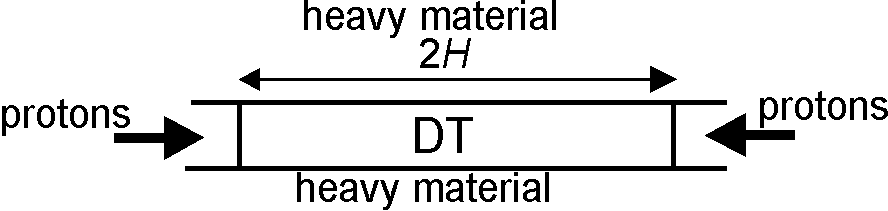 heavy material
2H
protons
DT
protons
heavy material